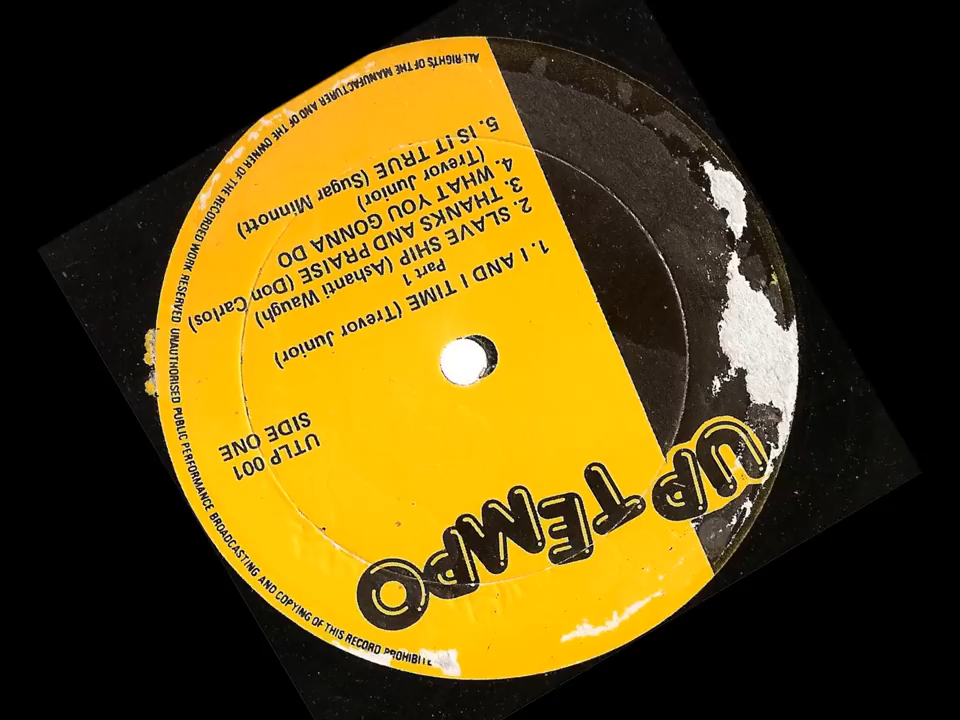 UP TEMPO
UTLP 001
SIDE ONE
1. I AND I TIME (Trevor Junior)
Part 1
2. SLAVE SHIP (Ashanti Waugh)
3. THANKS AND PRAISE (Don Carlos)
4. WHAT YOU GONNA DO
(Trevor Junior)
5. IS IT TRUE (Sugar Minnott)
ALL RIGHTS OF THE MANUFACTURER AND OF THE OWNER OF THE RECORDED WORK RESERVED UNAUTHORISED PUBLIC PERFORMANCE BROADCASTING AND COPYING OF THIS RECORD PROHIBITE